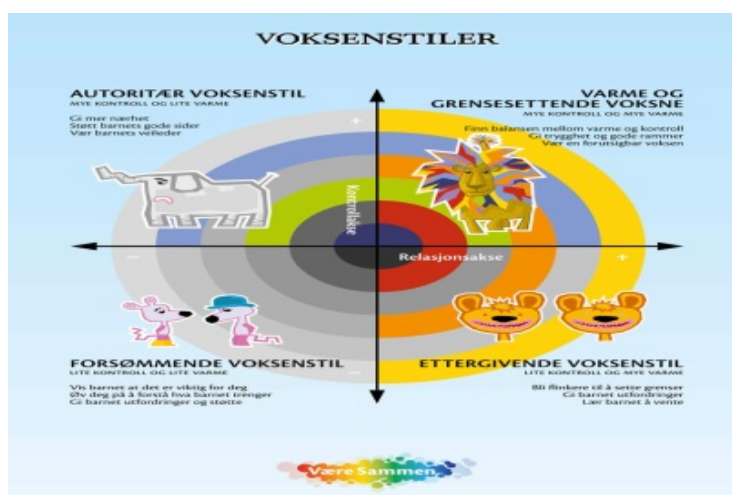 VOKSENSTILER
AUTORITÆR VOKSENSTIL
MYE KONTROLL OG LITE VARME
Gi mer nærhet
Støtt barnets gode sider
Vær barnets veileder
VARME OG
GRENSESETTENDE VOKSNE
MYE KONTROLL OG MYE VARME
Finn balansen mellom varme og kontroll
Gi trygghet og gode rammer
Vær en forutsigbar voksen
+
Kontrollakse
Relasjonsakse
–
+
–
FORSØMMENDE VOKSENSTIL
LITE KONTROLL OG LITE VARME
Vis barnet at det er viktig for deg
Øv deg på å forstå hva barnet trenger
Gi barnet utfordringer og støtte
ETTERGIVENDE VOKSENSTIL
LITE KONTROLL OG MYE VARME
Bli flinkere til å sette grenser
Gi barnet utfordringer
Lær barnet å vente
Være Sammen